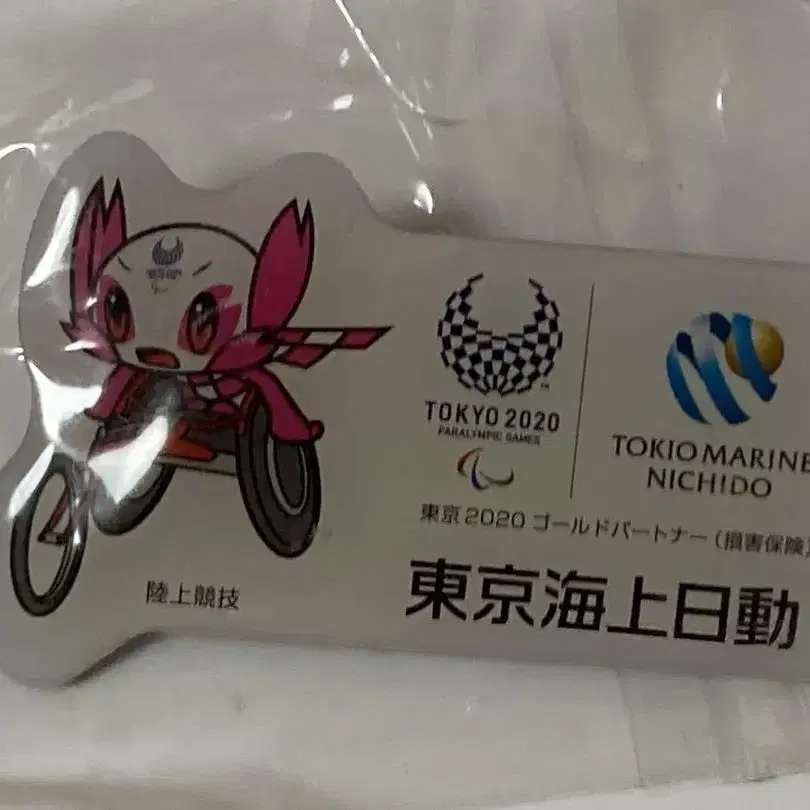 陸上競技
TOKYO 2020
PARALYMPIC GAMES
TOKIO MARINE
NICHIDO
東京2020 ゴールドパートナー(損害保険)
東京海上日動